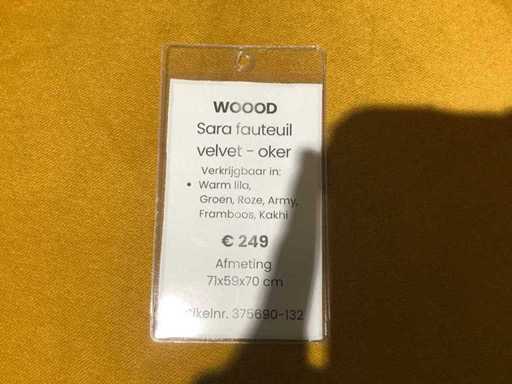 WOOOD
Sara fauteuil
velvet - oker
Verkrijgbaar in:
• Warm lila,
Groen, Roze, Army,
Framboos, Kakhi
€ 249
Afmeting
71x59x70 cm
ikelnr. 375690-132